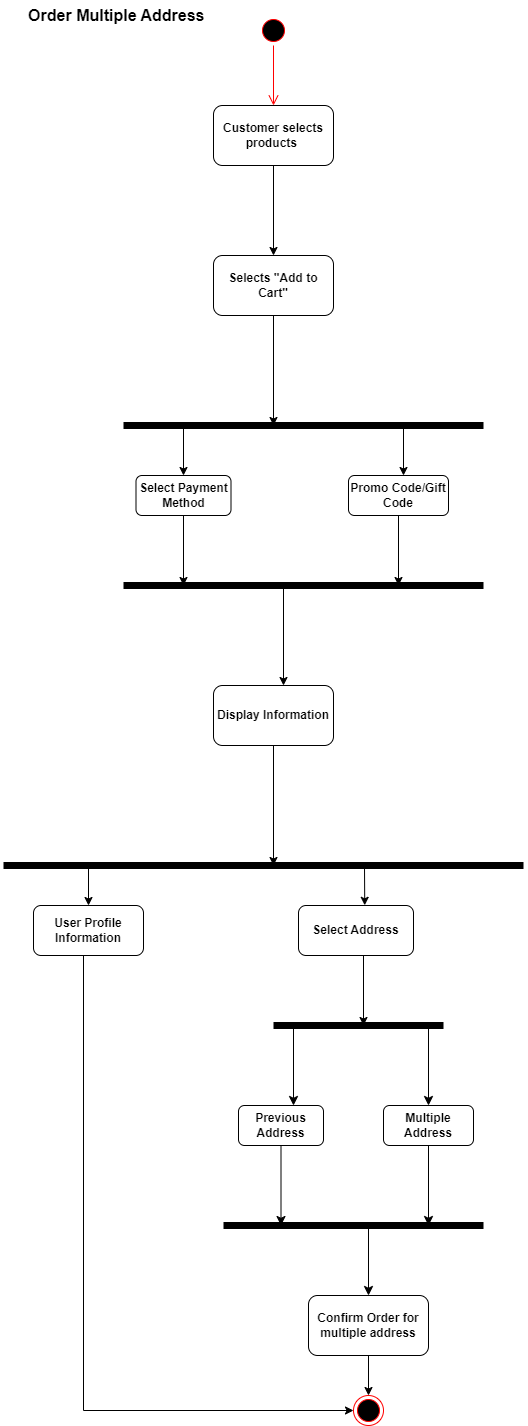 Order Multiple Address
Customer selects
products
Selects "Add to
Cart"
Select Payment
Method
Promo Code/Gift
Code
Display Information
User Profile
Information
Select Address
Previous
Address
Multiple
Address
Confirm Order for
multiple address